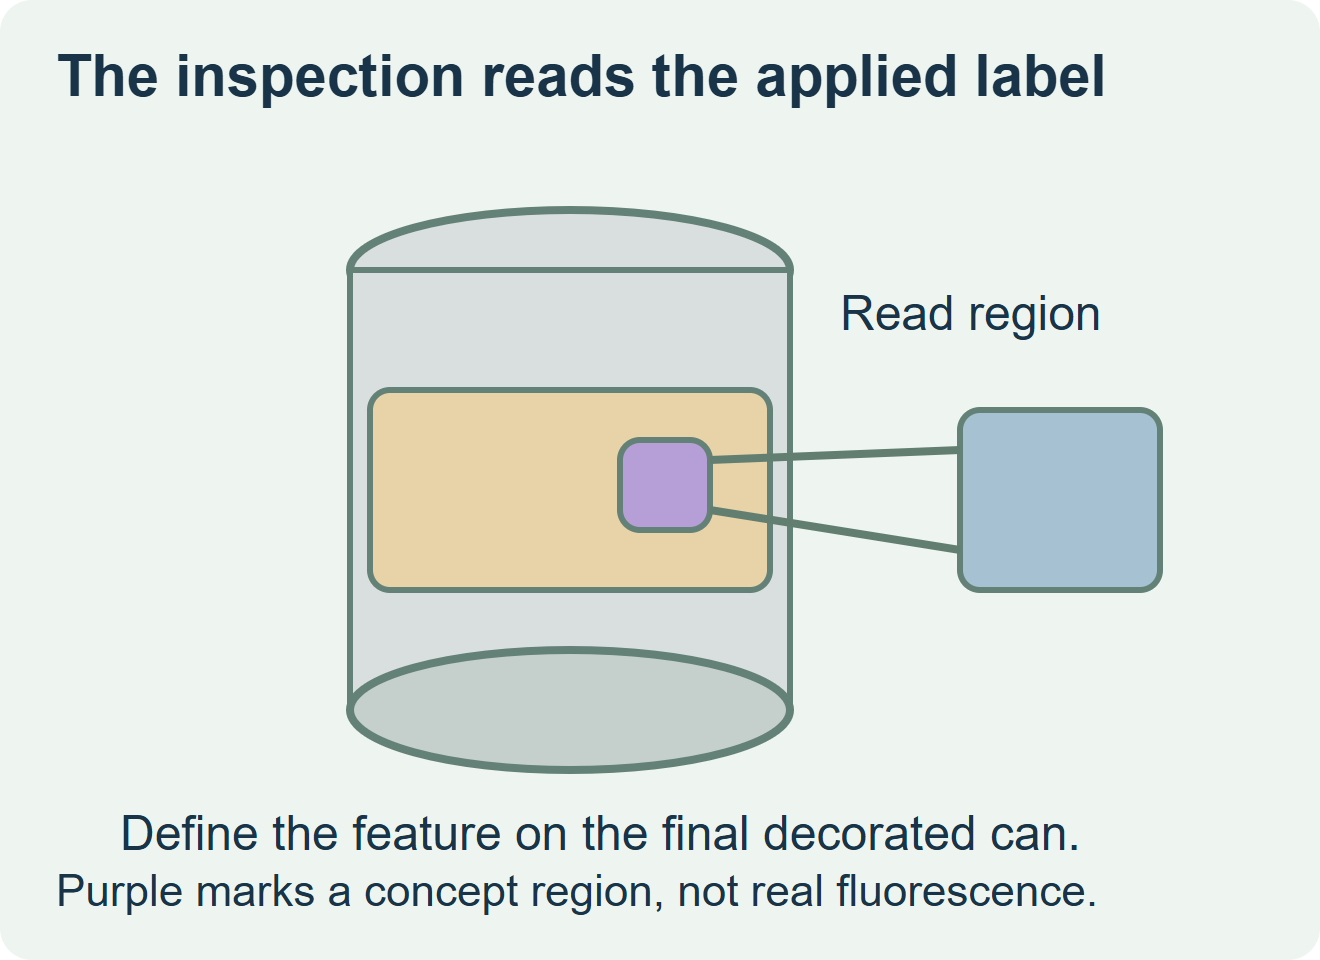 The inspection reads the applied label
Read region
Define the feature on the final decorated can.
Purple marks a concept region, not real fluorescence.